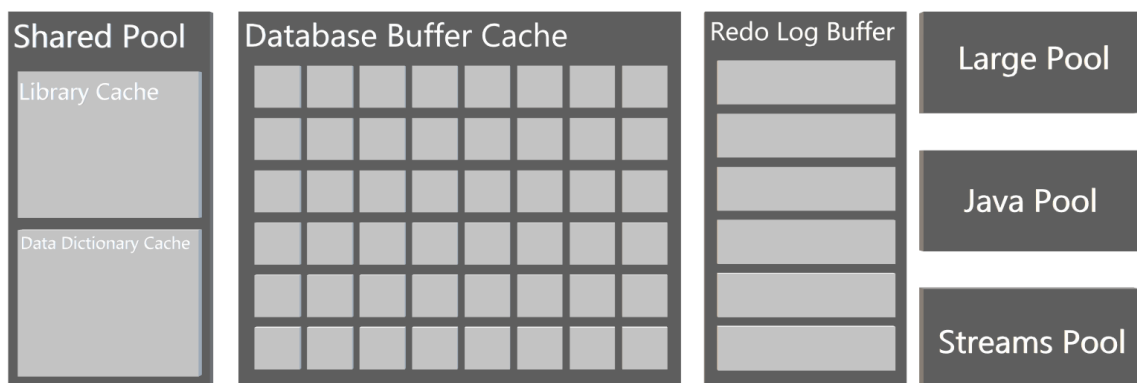 Shared Pool
Library Cache
Data Dictionary Cache
Database Buffer Cache
Redo Log Buffer
Large Pool
Java Pool
Streams Pool